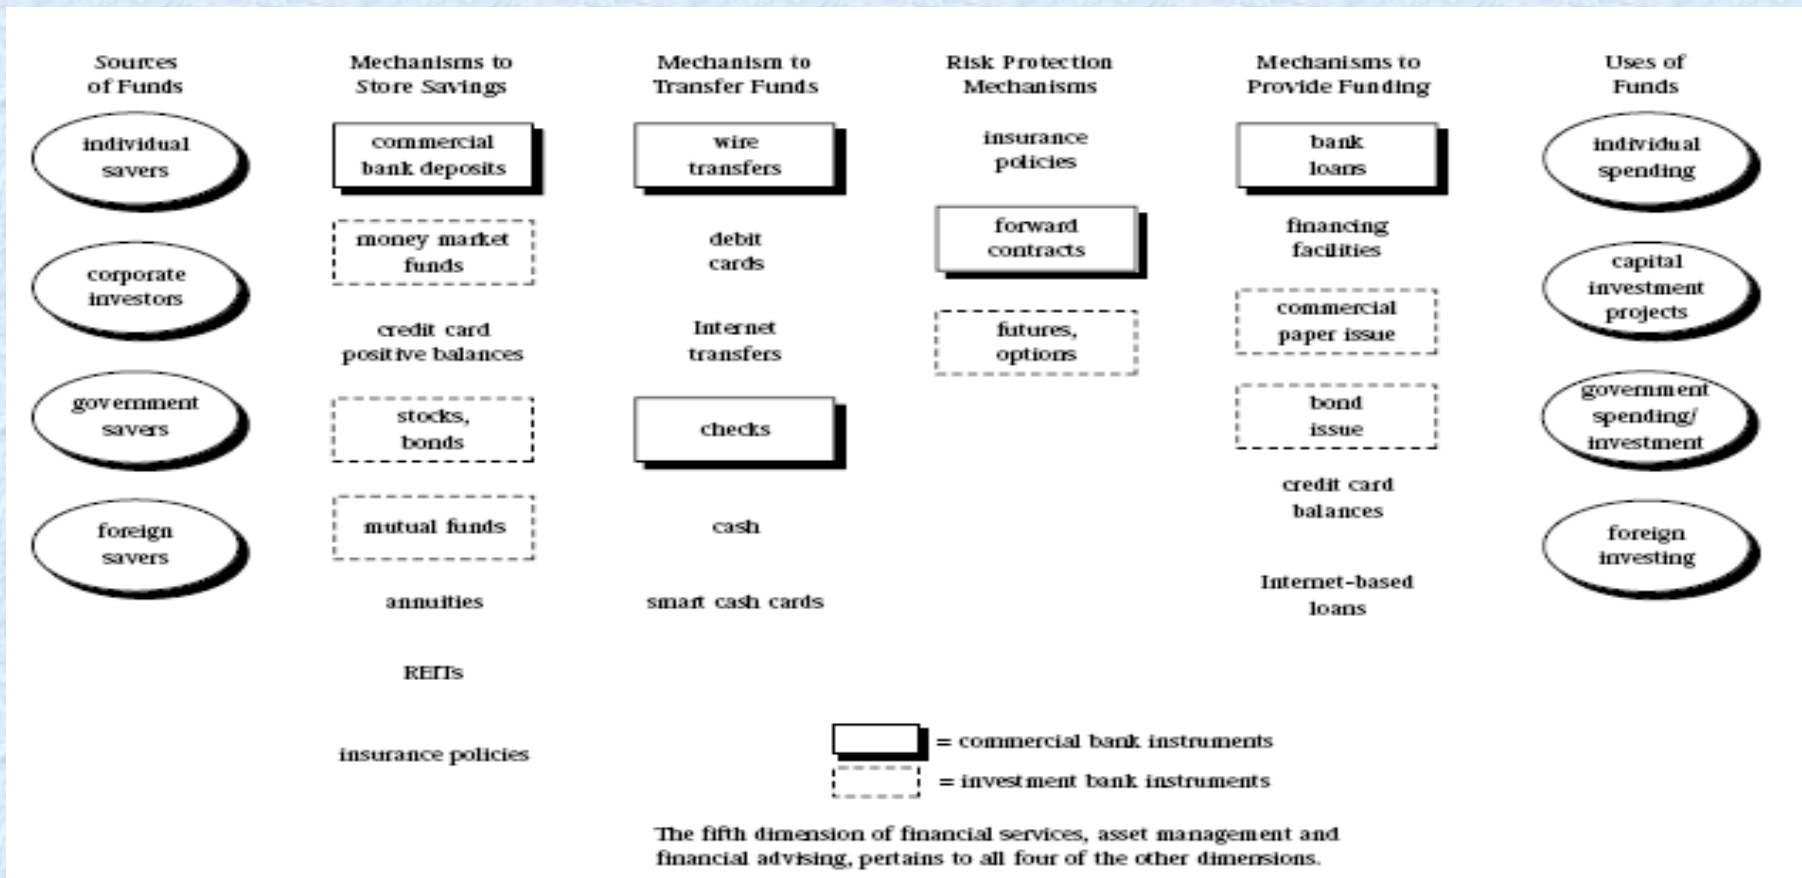 Sources
of Funds
individual
savers
corporate
investors
government
savers
foreign
savers
Mechanisms to
Store Savings
commercial
bank deposits
money market
funds
credit card
positive balances
stocks,
bonds
mutual funds
annuities
REITs
insurance policies
Mechanism to
Transfer Funds
wire
transfers
debit
cards
Internet
transfers
checks
cash
smart cash cards
Risk Protection
Mechanisms
insurance
policies
forward
contracts
futures,
options
Mechanisms to
Provide Funding
bank
loans
financing
facilities
commercial
paper issue
bond
issue
credit card
balances
Internet-based
loans
Uses of
Funds
individual
spending
capital
investment
projects
government
spending/
investment
foreign
investing
= commercial bank instruments
= investment bank instruments
The fifth dimension of financial services, asset management and
financial advising, pertains to all four of the other dimensions.